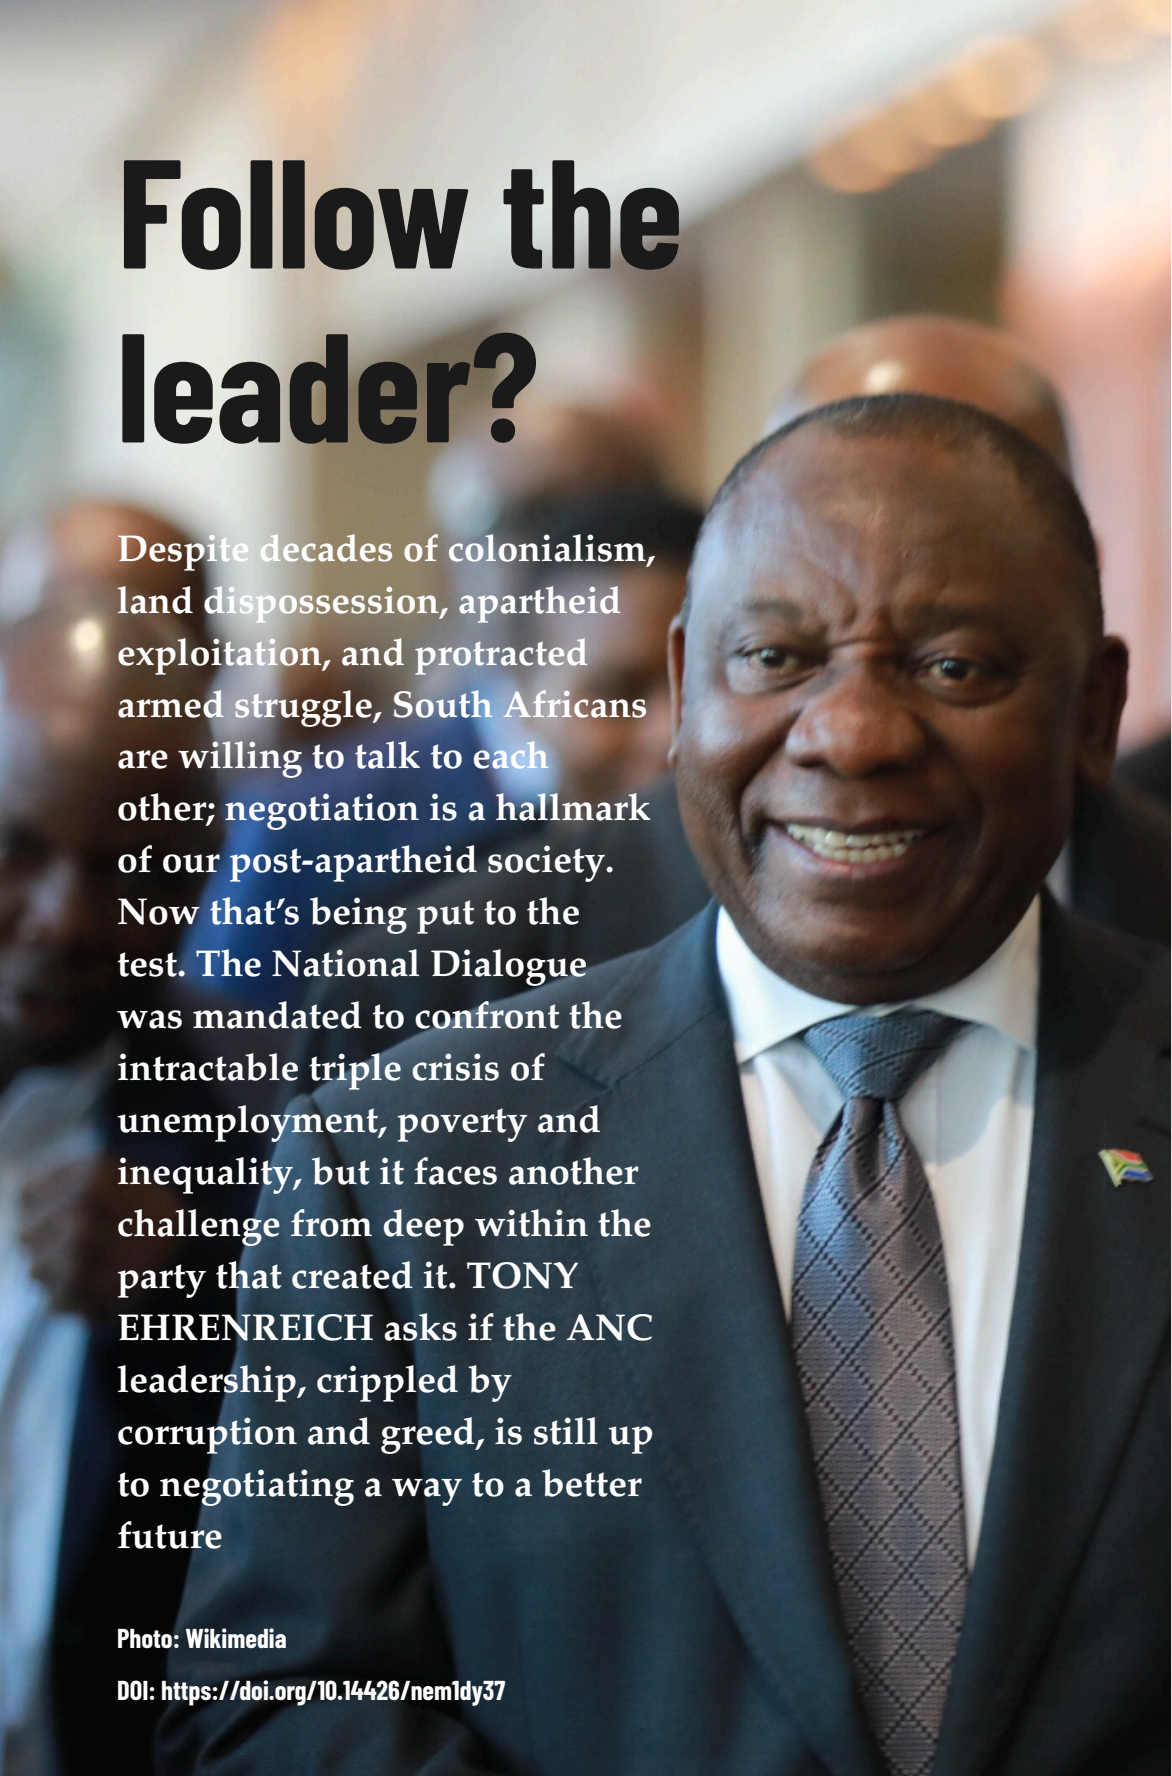 Follow the
leader?
Despite decades of colonialism,
land dispossession, apartheid
exploitation, and protracted
armed struggle, South Africans
are willing to talk to each
other; negotiation is a hallmark
of our post-apartheid society.
Now that’s being put to the
test. The National Dialogue
was mandated to confront the
intractable triple crisis of
unemployment, poverty and
inequality, but it faces another
challenge from deep within the
party that created it. TONY
EHRENREICH asks if the ANC
leadership, crippled by
corruption and greed, is still up
to negotiating a way to a better
future
Photo: Wikimedia
DOI: https://doi.org/10.14426/nem1dy37